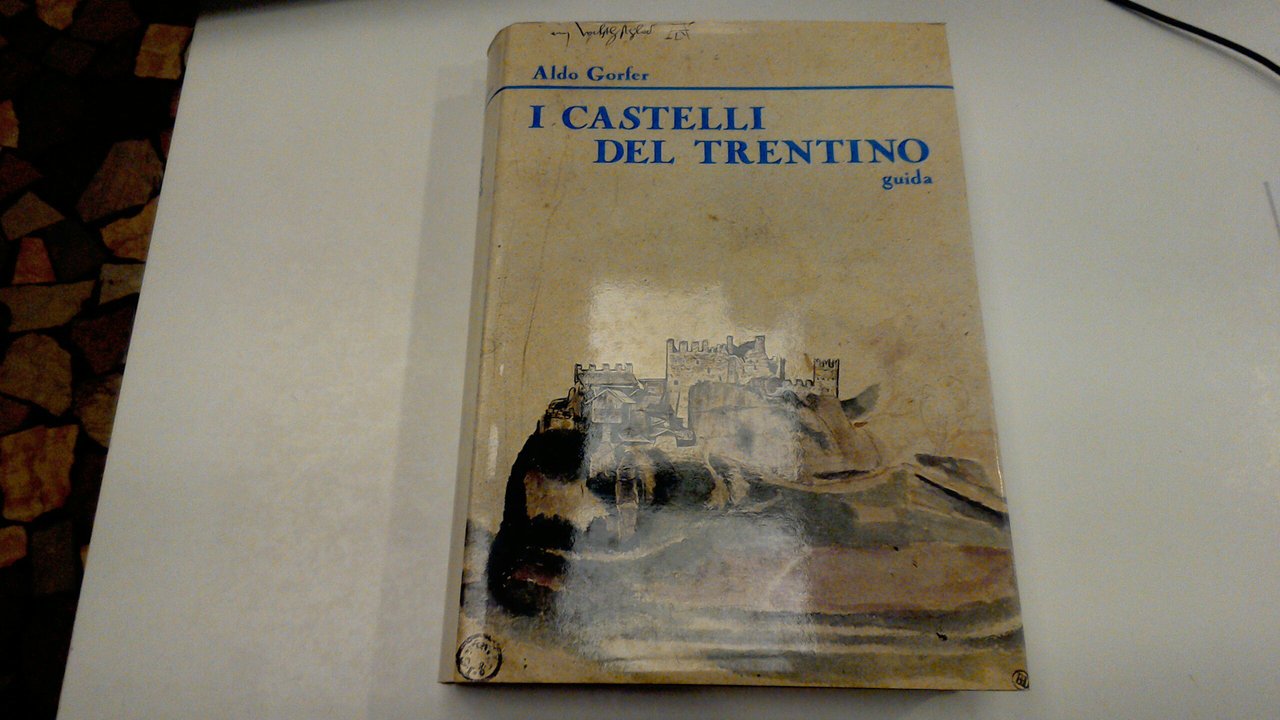 Aldo Gorfer
I CASTELLI
DEL TRENTINO
guida